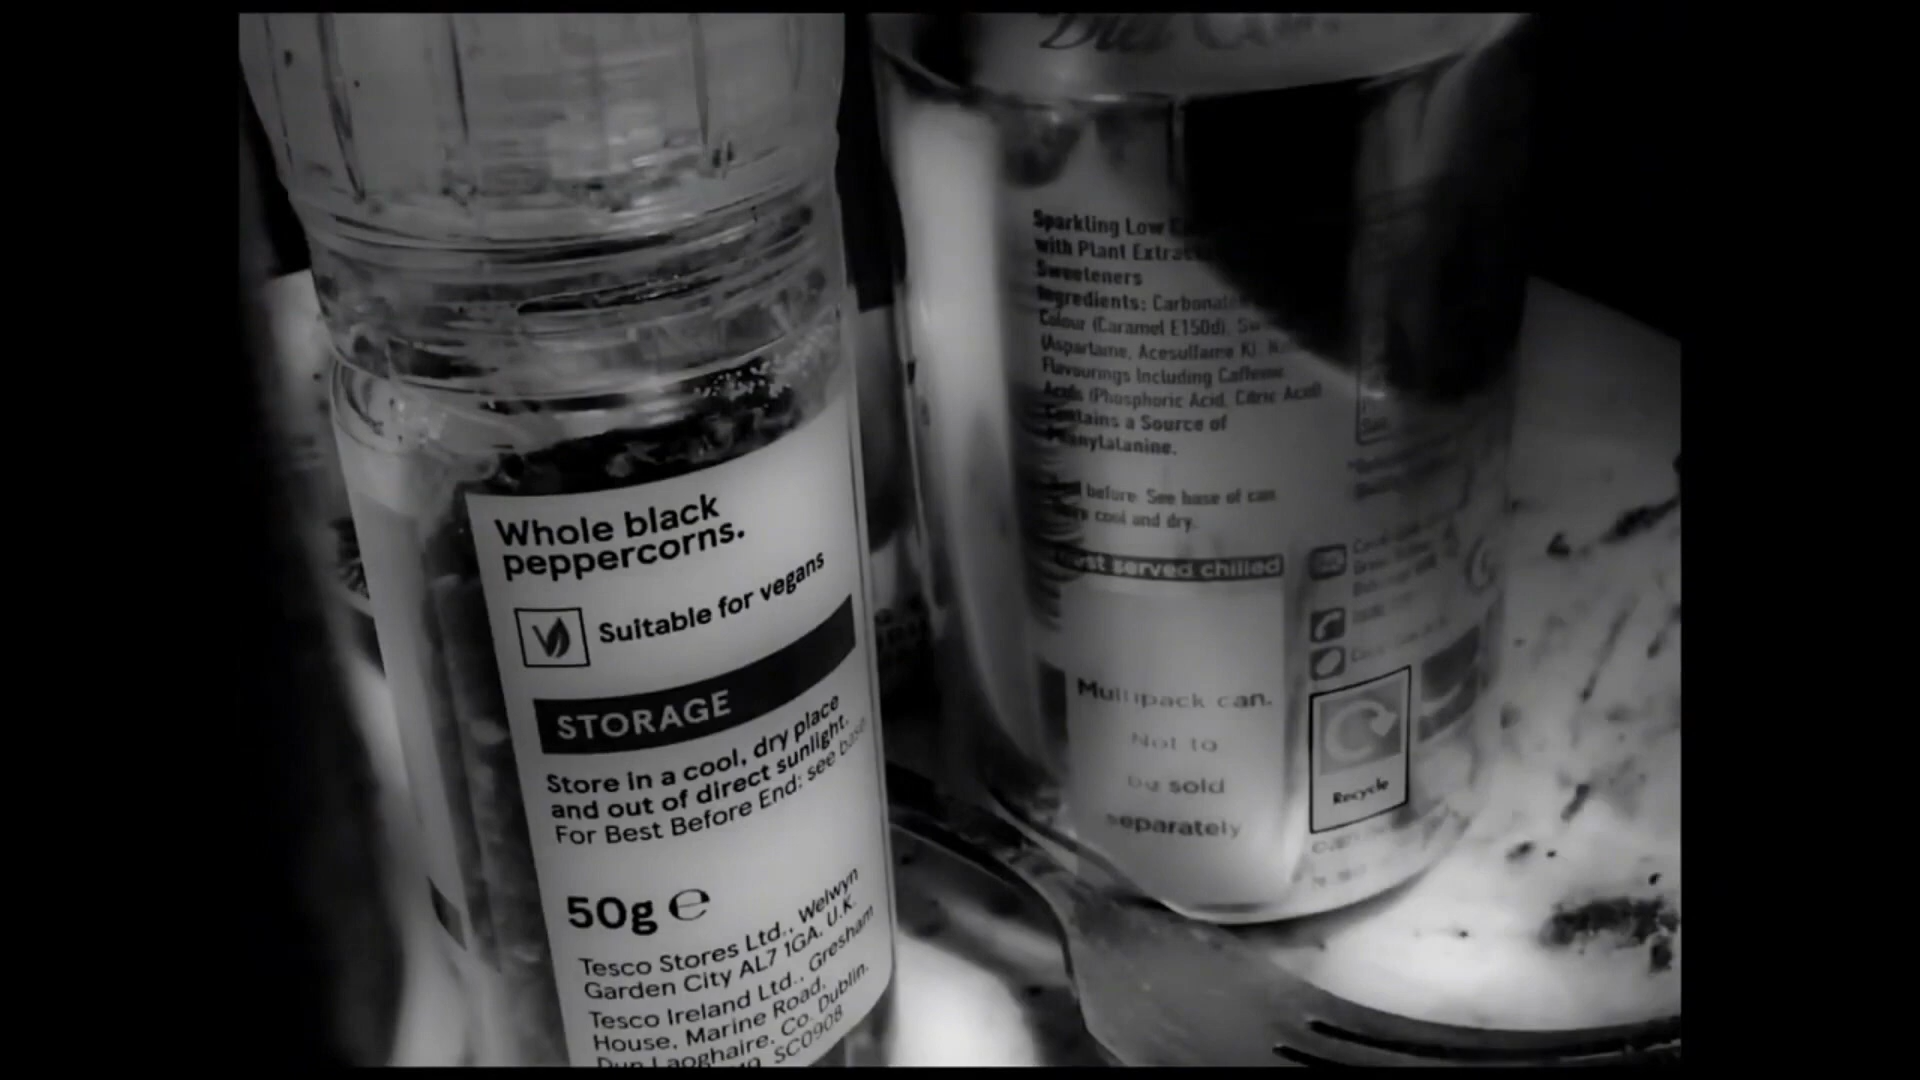 Whole black
peppercorns.
Suitable for vegans
STORAGE
Store in a cool, dry place
and out of direct sunlight.
For Best Before End: see base
50g ℮
Tesco Stores Ltd., Welwyn
Garden City AL7 1GA, U.K.
Tesco Ireland Ltd., Gresham
House, Marine Road,
Dun Laoghaire, Co. Dublin.
SC0908
Diet
Sparkling Low
with Plant
Sweeteners
Ingredients:
Colour (Caramel E150d),
(Aspartame, Acesulfame K),
Flavourings Including Caffeine,
Acids (Phosphoric Acid, Citric Acid)
Contains a Source of
Phenylalanine.
before: See base of can.
cool and dry.
served chilled
Multipack can.
Not to
be sold
separately
Recycle